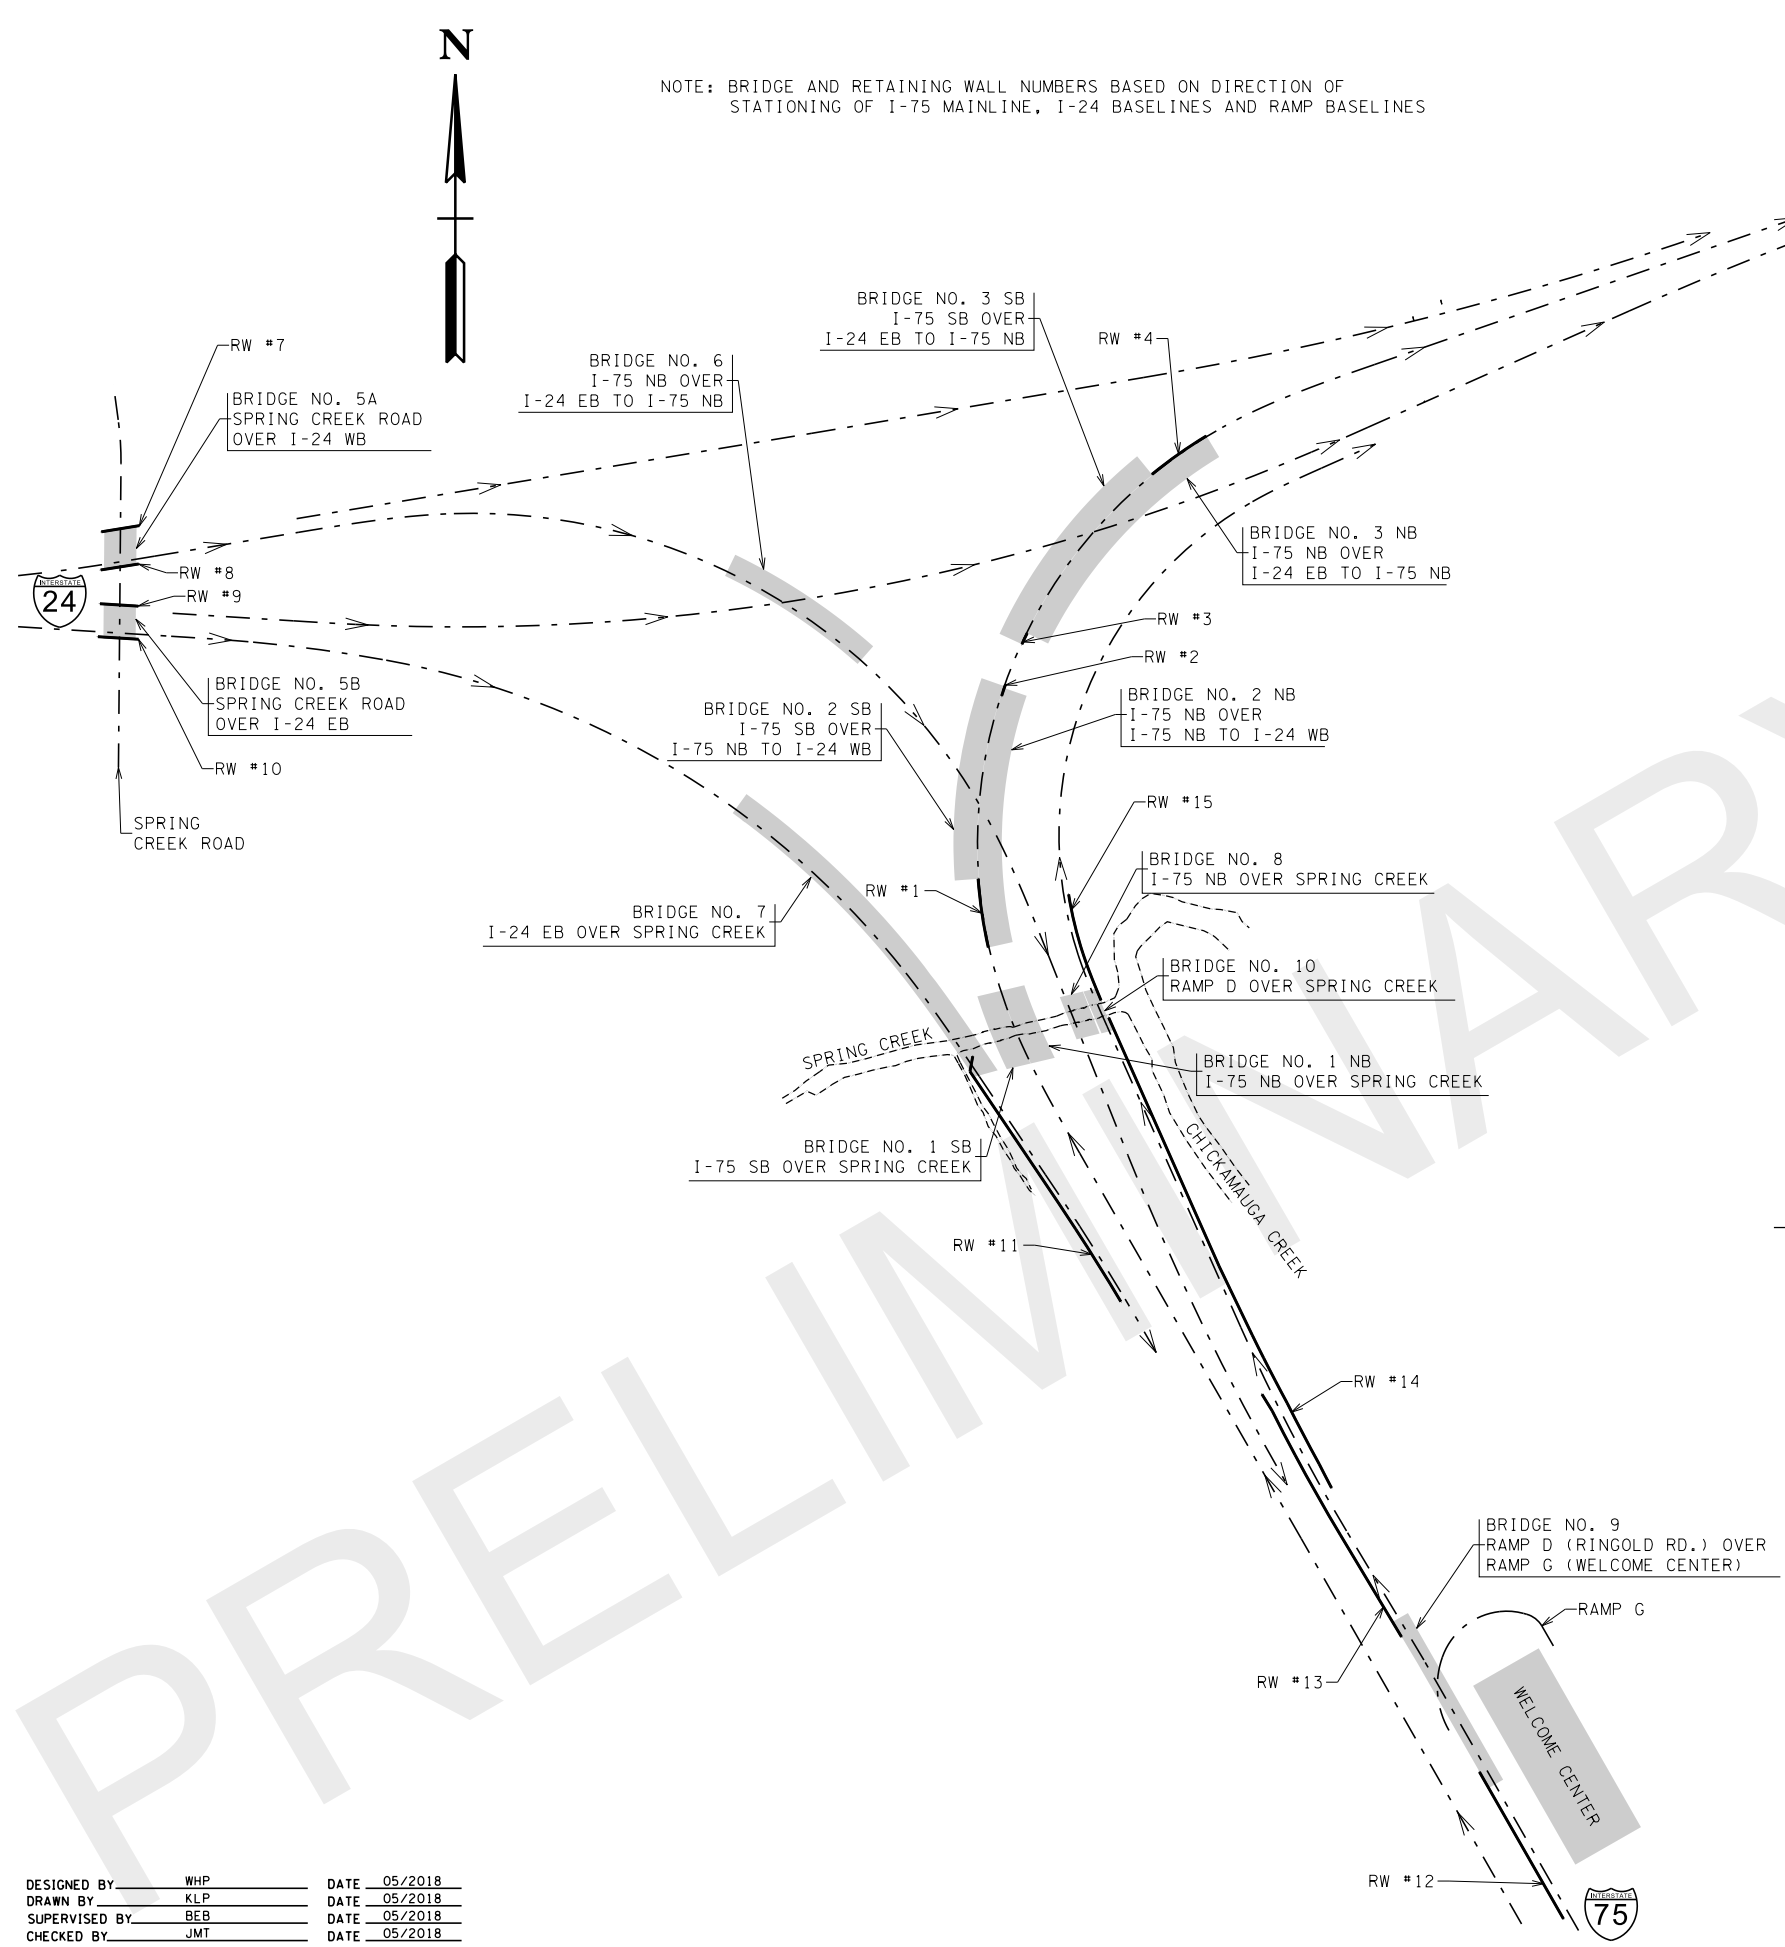 N
NOTE: BRIDGE AND RETAINING WALL NUMBERS BASED ON DIRECTION OF
STATIONING OF I-75 MAINLINE, I-24 BASELINES AND RAMP BASELINES
BRIDGE NO. 3 SB
I-75 SB OVER
I-24 EB TO I-75 NB
RW #4
RW #7
BRIDGE NO. 6
I-75 NB OVER
I-24 EB TO I-75 NB
BRIDGE NO. 5A
SPRING CREEK ROAD
OVER I-24 WB
BRIDGE NO. 3 NB
I-75 NB OVER
I-24 EB TO I-75 NB
RW #8
INTERSTATE
24
RW #9
RW #3
RW #2
BRIDGE NO. 5B
SPRING CREEK ROAD
OVER I-24 EB
BRIDGE NO. 2 SB
I-75 SB OVER
I-75 NB TO I-24 WB
BRIDGE NO. 2 NB
I-75 NB OVER
I-75 NB TO I-24 WB
RW #10
RW #15
SPRING
CREEK ROAD
BRIDGE NO. 8
I-75 NB OVER SPRING CREEK
RW #1
BRIDGE NO. 7
I-24 EB OVER SPRING CREEK
BRIDGE NO. 10
RAMP D OVER SPRING CREEK
SPRING CREEK
BRIDGE NO. 1 NB
I-75 NB OVER SPRING CREEK
BRIDGE NO. 1 SB
I-75 SB OVER SPRING CREEK
CHICKAMAUGA CREEK
RW #11
RW #14
BRIDGE NO. 9
RAMP D (RINGOLD RD.) OVER
RAMP G (WELCOME CENTER)
RAMP G
RW #13
WELCOME CENTER
RW #12
INTERSTATE
75
PRELIMINARY
DESIGNED BY WHP DATE 05/2018
DRAWN BY KLP DATE 05/2018
SUPERVISED BY BEB DATE 05/2018
CHECKED BY JMT DATE 05/2018